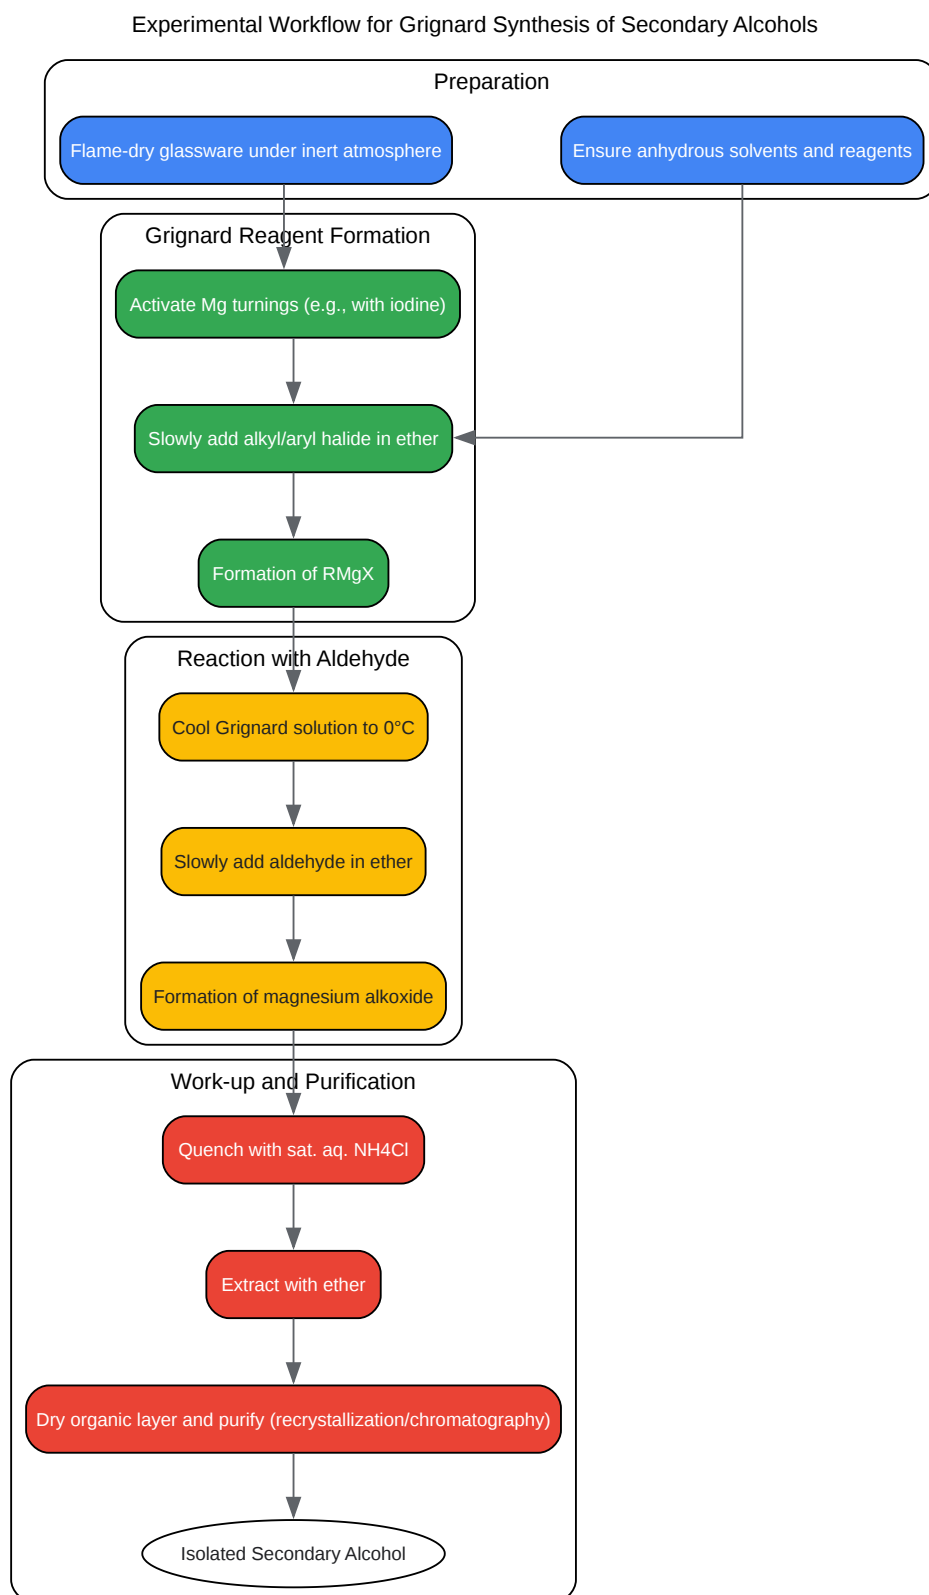 Experimental Workflow for Grignard Synthesis of Secondary Alcohols
Preparation
Flame-dry glassware under inert atmosphere
Ensure anhydrous solvents and reagents
Grignard Reagent Formation
Activate Mg turnings (e.g., with iodine)
Slowly add alkyl/aryl halide in ether
Formation of RMgX
Reaction with Aldehyde
Cool Grignard solution to 0°C
Slowly add aldehyde in ether
Formation of magnesium alkoxide
Work-up and Purification
Quench with sat. aq. NH4Cl
Extract with ether
Dry organic layer and purify (recrystallization/chromatography)
Isolated Secondary Alcohol